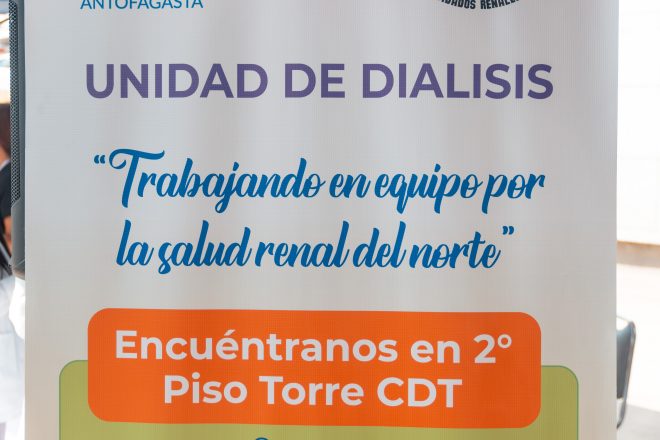 ANTOFAGASTA
UNIDAD DE DIALISIS
“Trabajando en equipo por
la salud renal del norte”
Encuéntranos en 2°
Piso Torre CDT